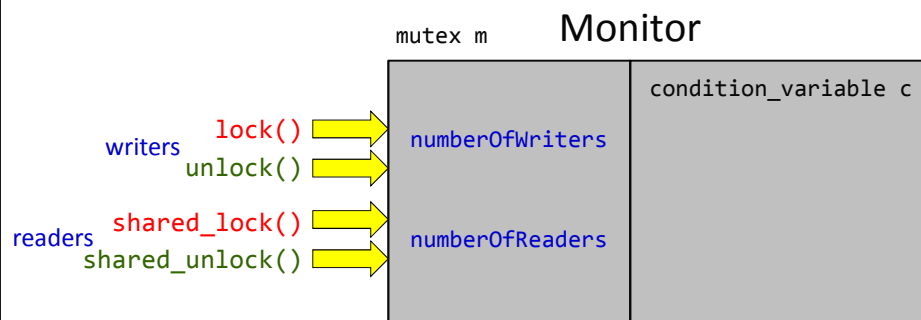 Monitor
mutex m
condition_variable c
writers
lock()
unlock()
numberOfWriters
readers
shared_lock()
shared_unlock()
numberOfReaders